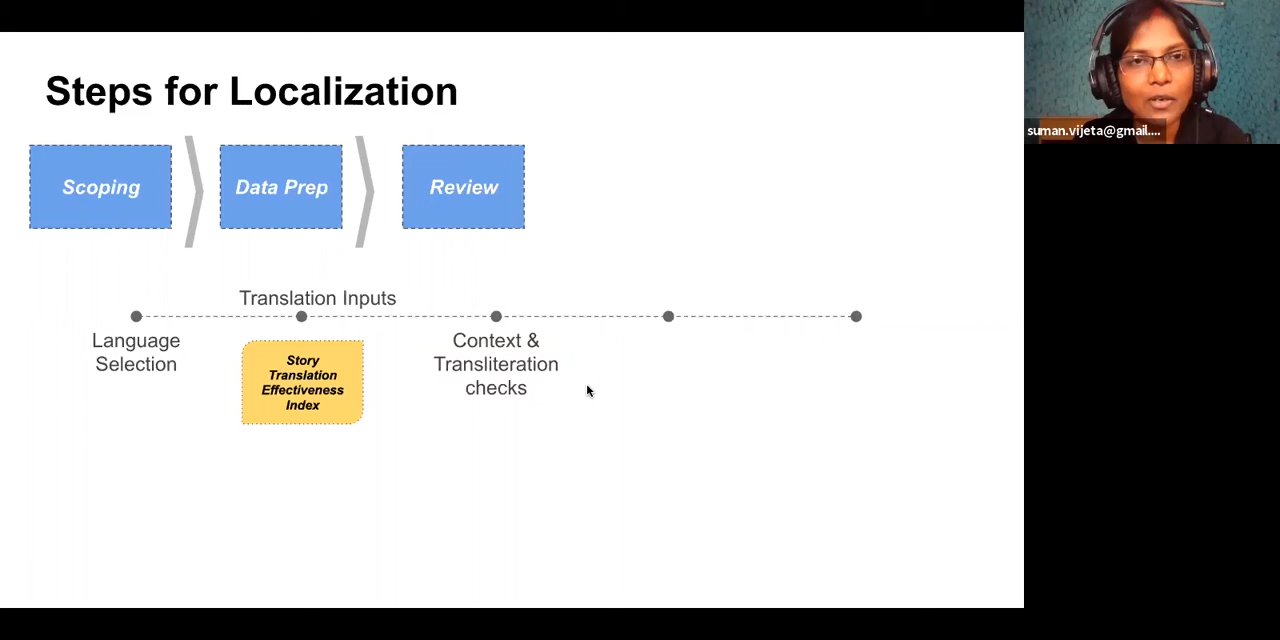 Steps for Localization
Scoping
Data Prep
Review
Translation Inputs
Language
Selection
Story
Translation
Effectiveness
Index
Context &
Transliteration
checks
suman.vijeta@gmail....